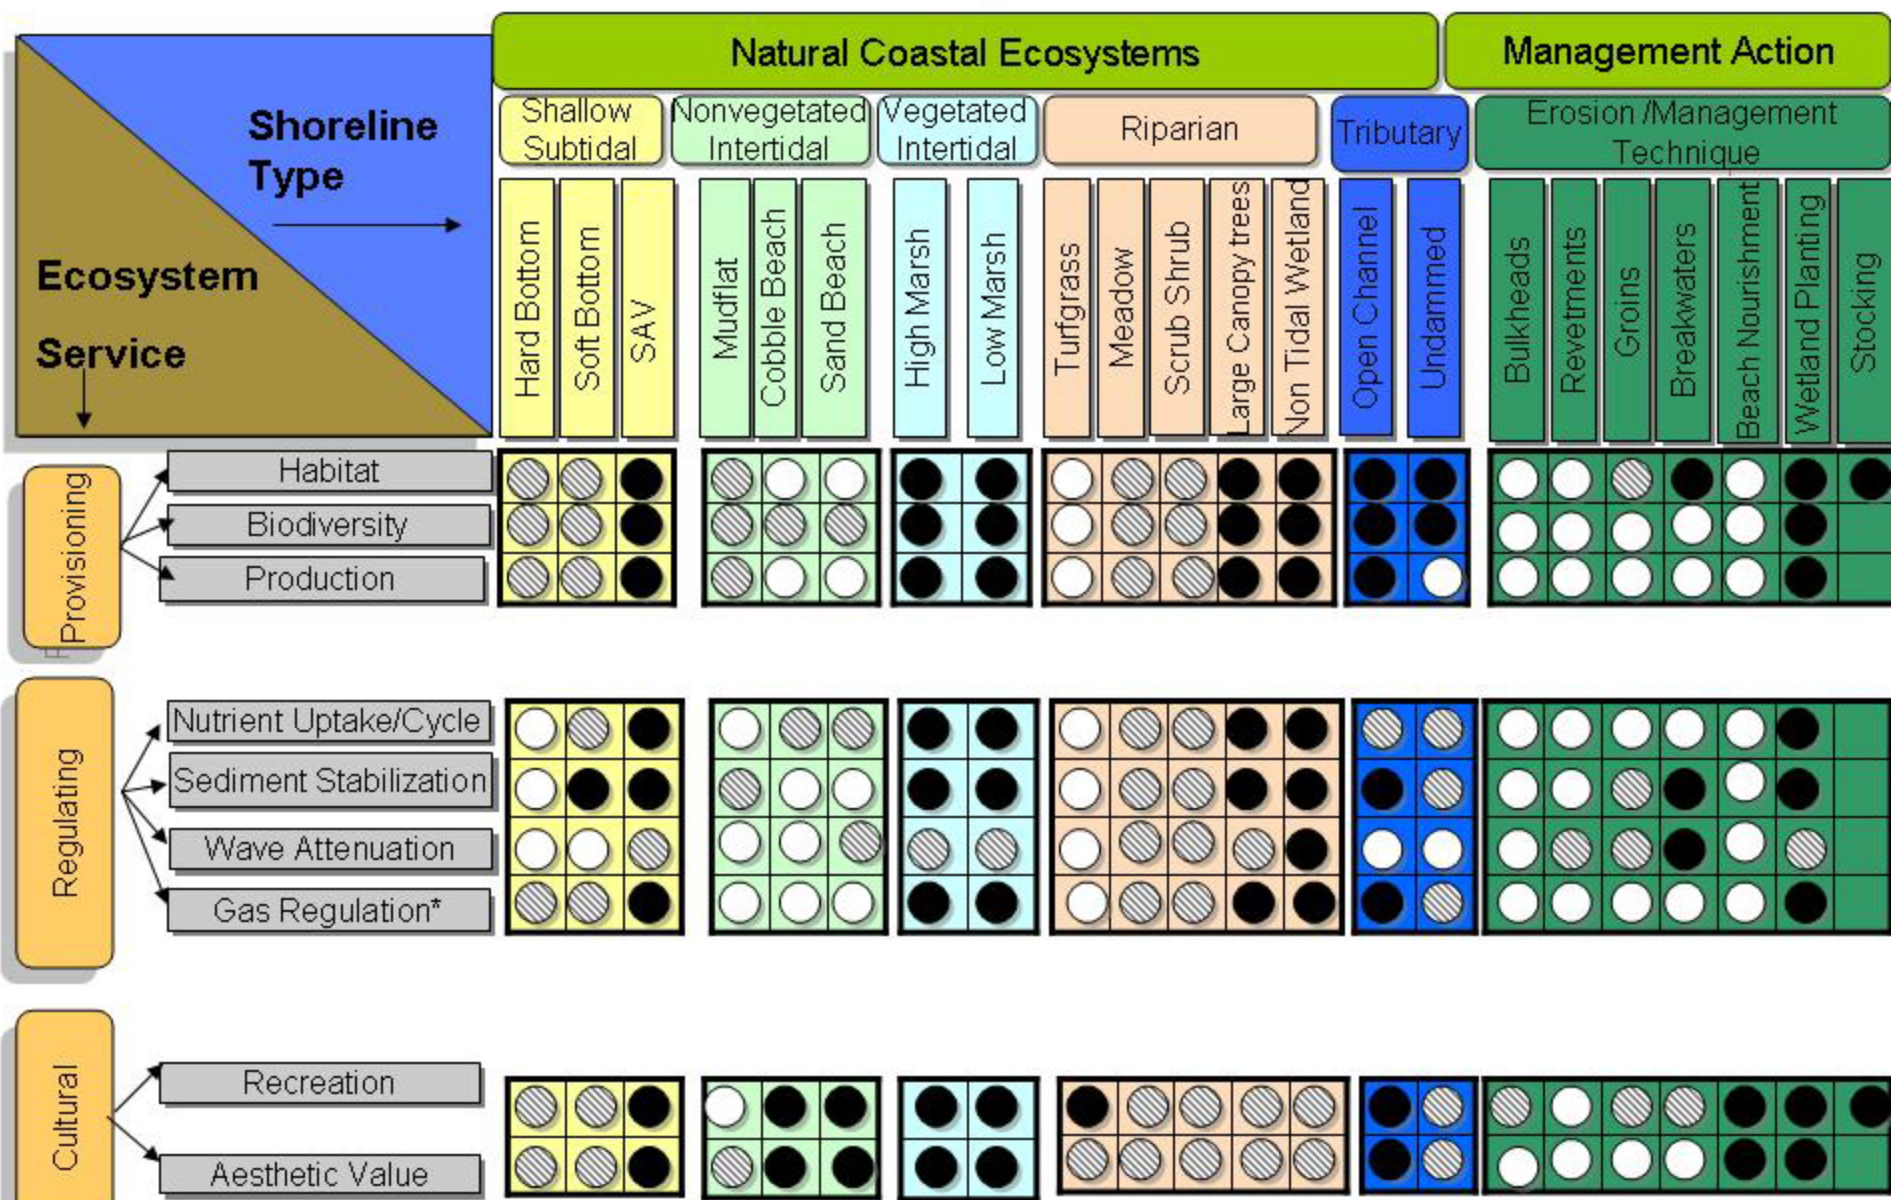 Natural Coastal Ecosystems
Management Action
Shoreline
Type
Ecosystem
Service
Shallow
Subtidal
Nonvegetated
Intertidal
Vegetated
Intertidal
Riparian
Tributary
Erosion /Management
Technique
Hard Bottom
Soft Bottom
SAV
Mudflat
Cobble Beach
Sand Beach
High Marsh
Low Marsh
Turfgrass
Meadow
Scrub Shrub
Large Canopy trees
Non Tidal Wetland
Open Channel
Undammed
Bulkheads
Revetments
Groins
Breakwaters
Beach Nourishment
Wetland Planting
Stocking
Provisioning
Habitat
Biodiversity
Production
Regulating
Nutrient Uptake/Cycle
Sediment Stabilization
Wave Attenuation
Gas Regulation*
Cultural
Recreation
Aesthetic Value